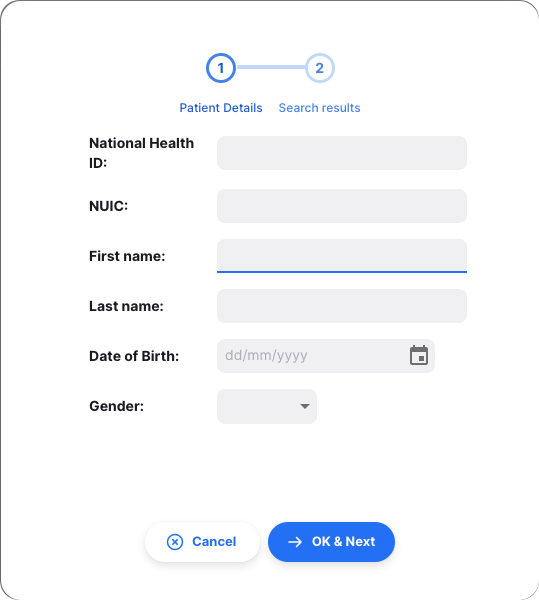 1 2
Patient Details Search results
National Health
ID:
NUIC:
First name:
Last name:
Date of Birth: dd/mm/yyyy
Gender:
Cancel OK & Next